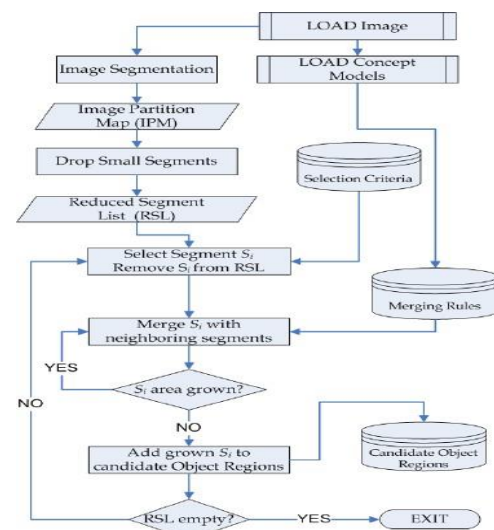 LOAD Image
Image Segmentation
LOAD Concept
Models
Image Partition
Map (IPM)
Drop Small Segments
Selection Criteria
Reduced Segment
List (RSL)
Select Segment Si
Remove Si from RSL
Merging Rules
Merge Si with
neighboring segments
YES
Si area grown?
NO
NO
Add grown Si to
candidate Object Regions
Candidate Object
Regions
RSL empty?
YES
EXIT